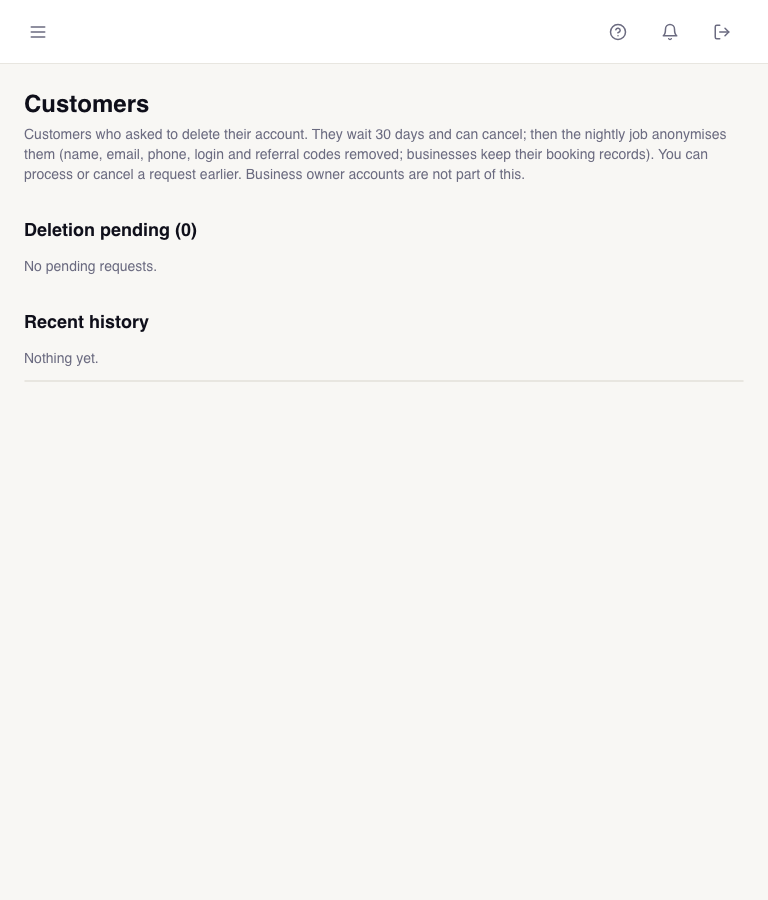 Customers
Customers who asked to delete their account. They wait 30 days and can cancel; then the nightly job anonymises
them (name, email, phone, login and referral codes removed; businesses keep their booking records). You can
process or cancel a request earlier. Business owner accounts are not part of this.
Deletion pending (0)
No pending requests.
Recent history
Nothing yet.